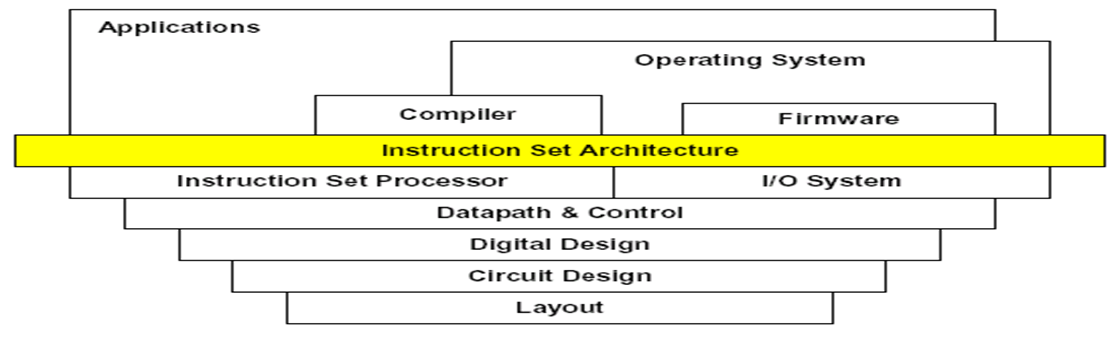 Applications
Operating System
Compiler
Firmware
Instruction Set Architecture
Instruction Set Processor
I/O System
Datapath & Control
Digital Design
Circuit Design
Layout